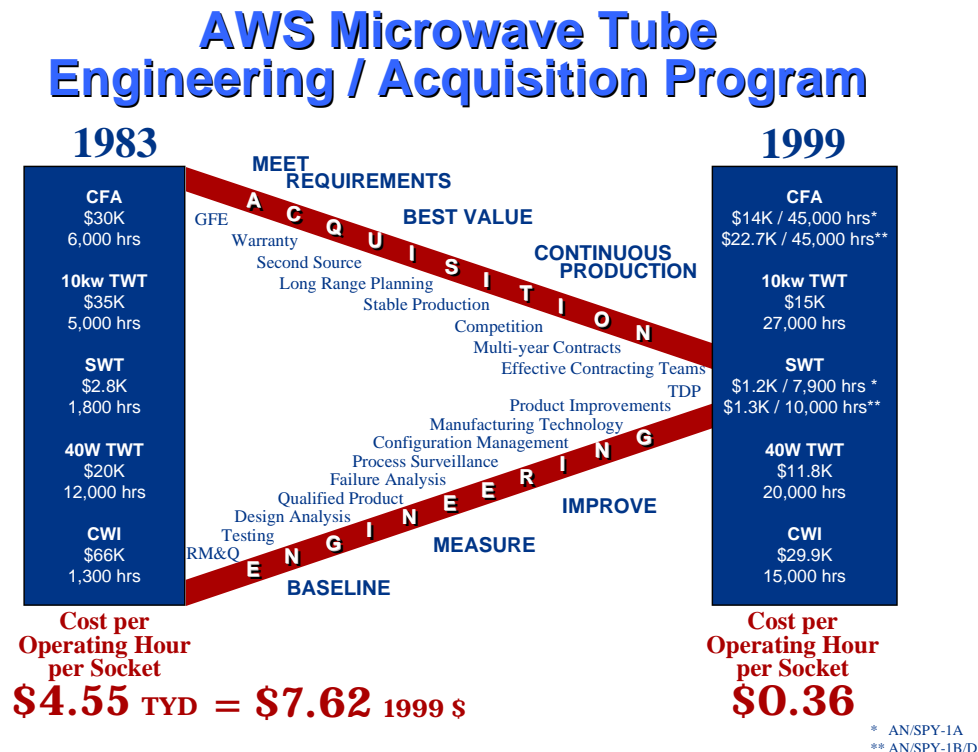 AWS Microwave Tube
Engineering / Acquisition Program
1983
CFA
$30K
6,000 hrs
10kw TWT
$35K
5,000 hrs
SWT
$2.8K
1,800 hrs
40W TWT
$20K
12,000 hrs
CWI
$66K
1,300 hrs
Cost per
Operating Hour
per Socket
$4.55 TYD = $7.62 1999 $
MEET
REQUIREMENTS
BEST VALUE
CONTINUOUS
PRODUCTION
ACQUISITION
GFE
Warranty
Second Source
Long Range Planning
Stable Production
Competition
Multi-year Contracts
Effective Contracting Teams
TDP
Product Improvements
Manufacturing Technology
Configuration Management
Process Surveillance
Failure Analysis
Qualified Product
Design Analysis
Testing
RM&Q
ENGINEERING
IMPROVE
MEASURE
BASELINE
1999
CFA
$14K / 45,000 hrs*
$22.7K / 45,000 hrs**
10kw TWT
$15K
27,000 hrs
SWT
$1.2K / 7,900 hrs *
$1.3K / 10,000 hrs**
40W TWT
$11.8K
20,000 hrs
CWI
$29.9K
15,000 hrs
Cost per
Operating Hour
per Socket
$0.36
* AN/SPY-1A
** AN/SPY-1B/D